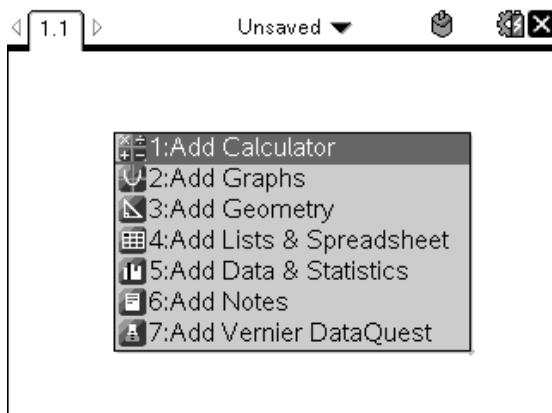 1.1 Unsaved
1:Add Calculator
2:Add Graphs
3:Add Geometry
4:Add Lists & Spreadsheet
5:Add Data & Statistics
6:Add Notes
7:Add Vernier DataQuest